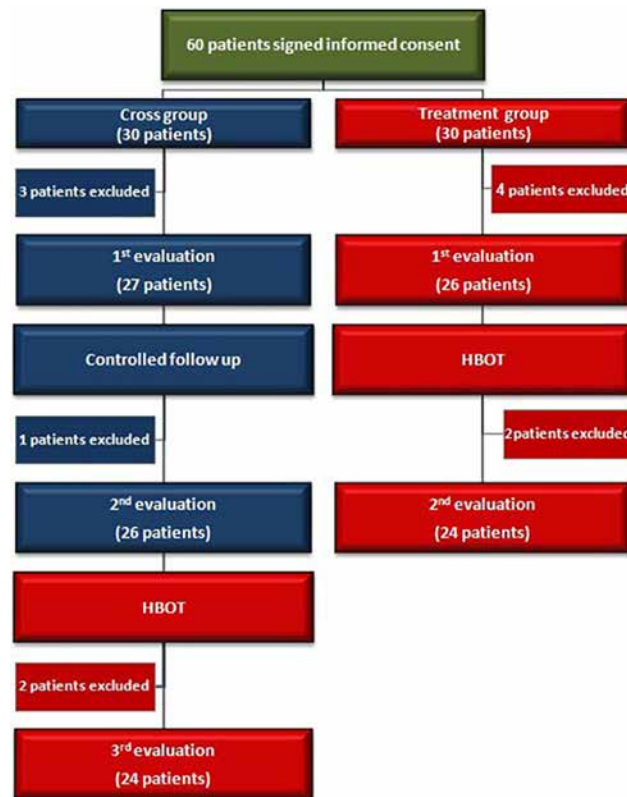 60 patients signed informed consent
Cross group
(30 patients)
Treatment group
(30 patients)
3 patients excluded
4 patients excluded
1st evaluation
(27 patients)
1st evaluation
(26 patients)
Controlled follow up
HBOT
1 patients excluded
2patients excluded
2nd evaluation
(26 patients)
2nd evaluation
(24 patients)
HBOT
2 patients excluded
3rd evaluation
(24 patients)